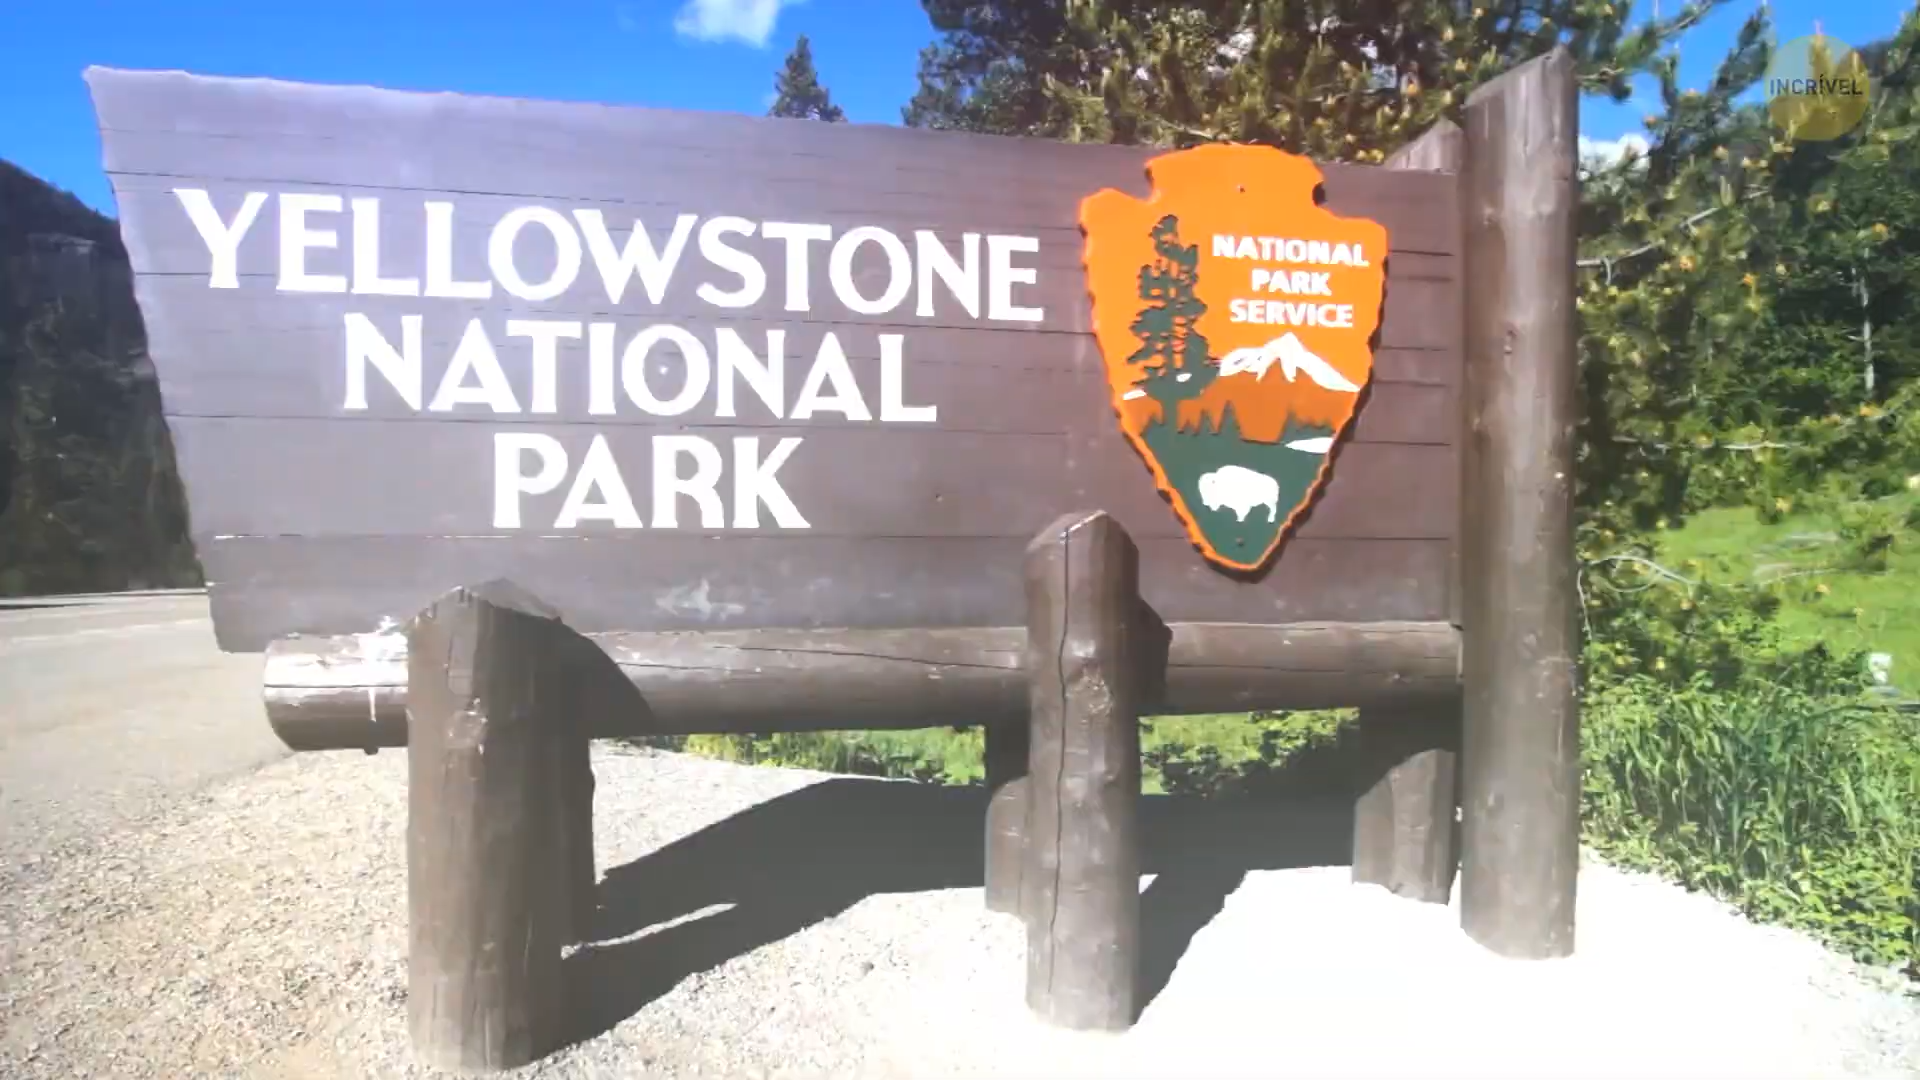 YELLOWSTONE
NATIONAL
PARK
NATIONAL
PARK
SERVICE
INCRÍVEL